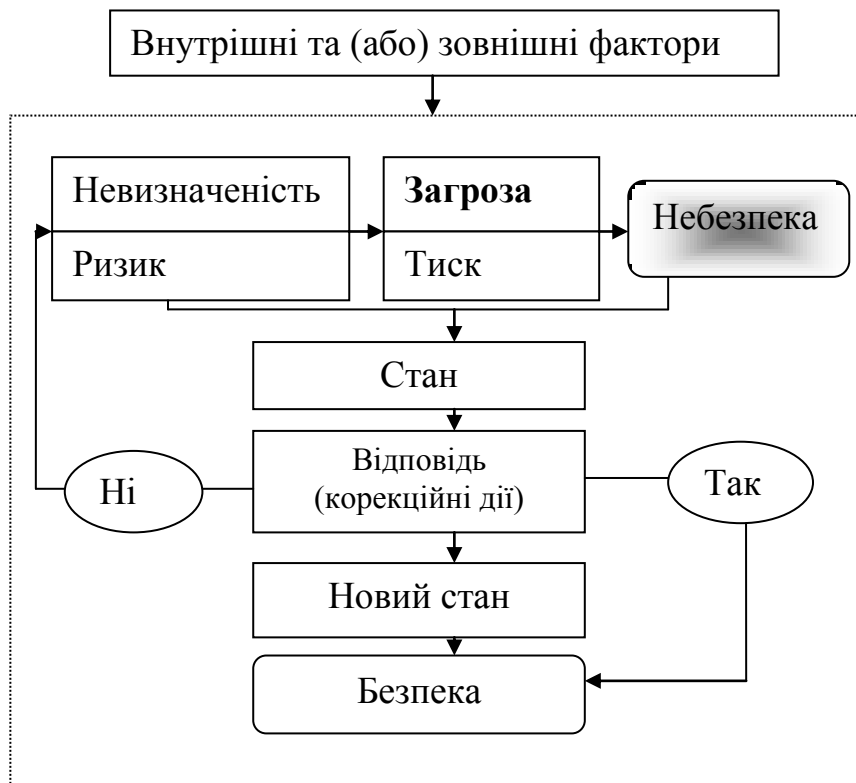 Внутрішні та (або) зовнішні фактори
Невизначеність
Загроза
Небезпека
Ризик
Тиск
Стан
Відповідь
(корекційні дії)
Ні
Так
Новий стан
Безпека